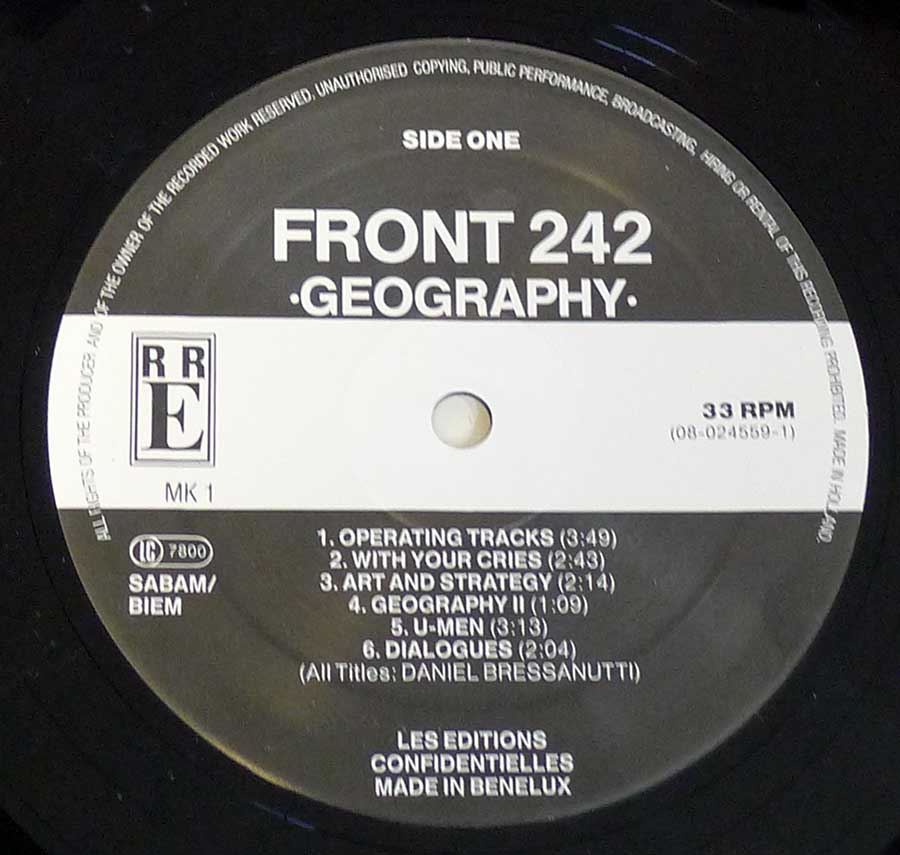 ALL RIGHTS OF THE PRODUCER AND OF THE OWNER OF THE RECORDED WORK RESERVED. UNAUTHORISED COPYING, PUBLIC PERFORMANCE, BROADCASTING, HIRING OR RENTAL OF THIS RECORDING PROHIBITED. MADE IN HOLLAND.
SIDE ONE
FRONT 242
·GEOGRAPHY·
R R
E
MK 1
33 RPM
(08-024559-1)
LC 7800
SABAM/
BIEM
1. OPERATING TRACKS (3:49)
2. WITH YOUR CRIES (2:43)
3. ART AND STRATEGY (2:14)
4. GEOGRAPHY II (1:09)
5. U-MEN (3:13)
6. DIALOGUES (2:04)
(All Titles: DANIEL BRESSANUTTI)
LES EDITIONS
CONFIDENTIELLES
MADE IN BENELUX